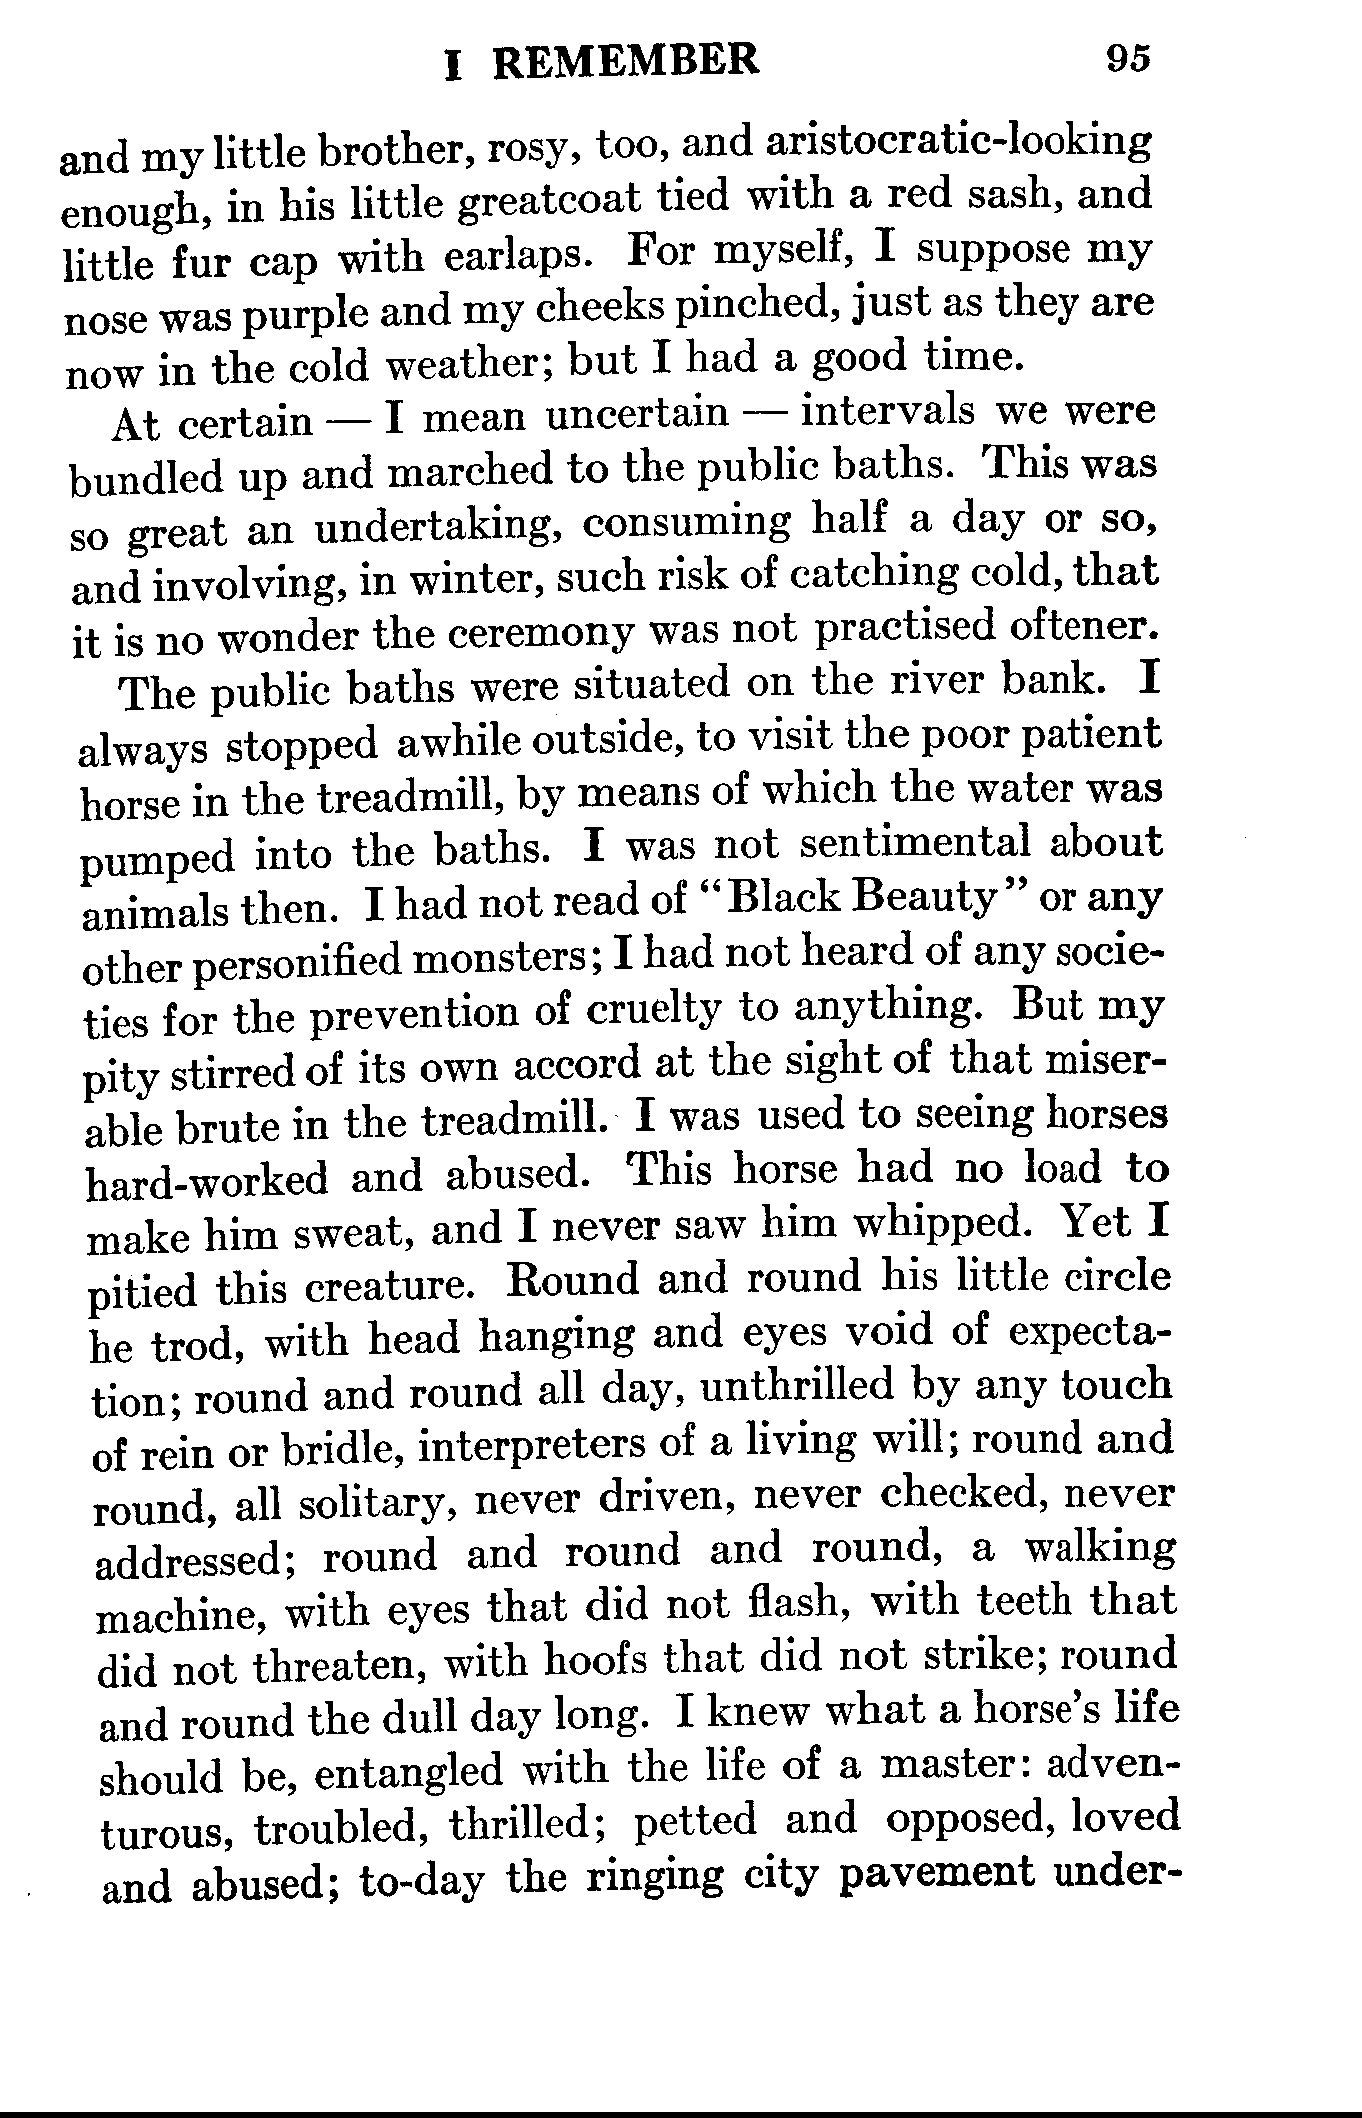 I REMEMBER 95
and my little brother, rosy, too, and aristocratic-looking
enough, in his little greatcoat tied with a red sash, and
little fur cap with earlaps. For myself, I suppose my
nose was purple and my cheeks pinched, just as they are
now in the cold weather; but I had a good time.
At certain — I mean uncertain — intervals we were
bundled up and marched to the public baths. This was
so great an undertaking, consuming half a day or so,
and involving, in winter, such risk of catching cold, that
it is no wonder the ceremony was not practised oftener.
The public baths were situated on the river bank. I
always stopped awhile outside, to visit the poor patient
horse in the treadmill, by means of which the water was
pumped into the baths. I was not sentimental about
animals then. I had not read of “Black Beauty” or any
other personified monsters; I had not heard of any socie-
ties for the prevention of cruelty to anything. But my
pity stirred of its own accord at the sight of that miser-
able brute in the treadmill. I was used to seeing horses
hard-worked and abused. This horse had no load to
make him sweat, and I never saw him whipped. Yet I
pitied this creature. Round and round his little circle
he trod, with head hanging and eyes void of expecta-
tion; round and round all day, unthrilled by any touch
of rein or bridle, interpreters of a living will; round and
round, all solitary, never driven, never checked, never
addressed; round and round and round, a walking
machine, with eyes that did not flash, with teeth that
did not threaten, with hoofs that did not strike; round
and round the dull day long. I knew what a horse’s life
should be, entangled with the life of a master: adven-
turous, troubled, thrilled; petted and opposed, loved
and abused; to-day the ringing city pavement under-